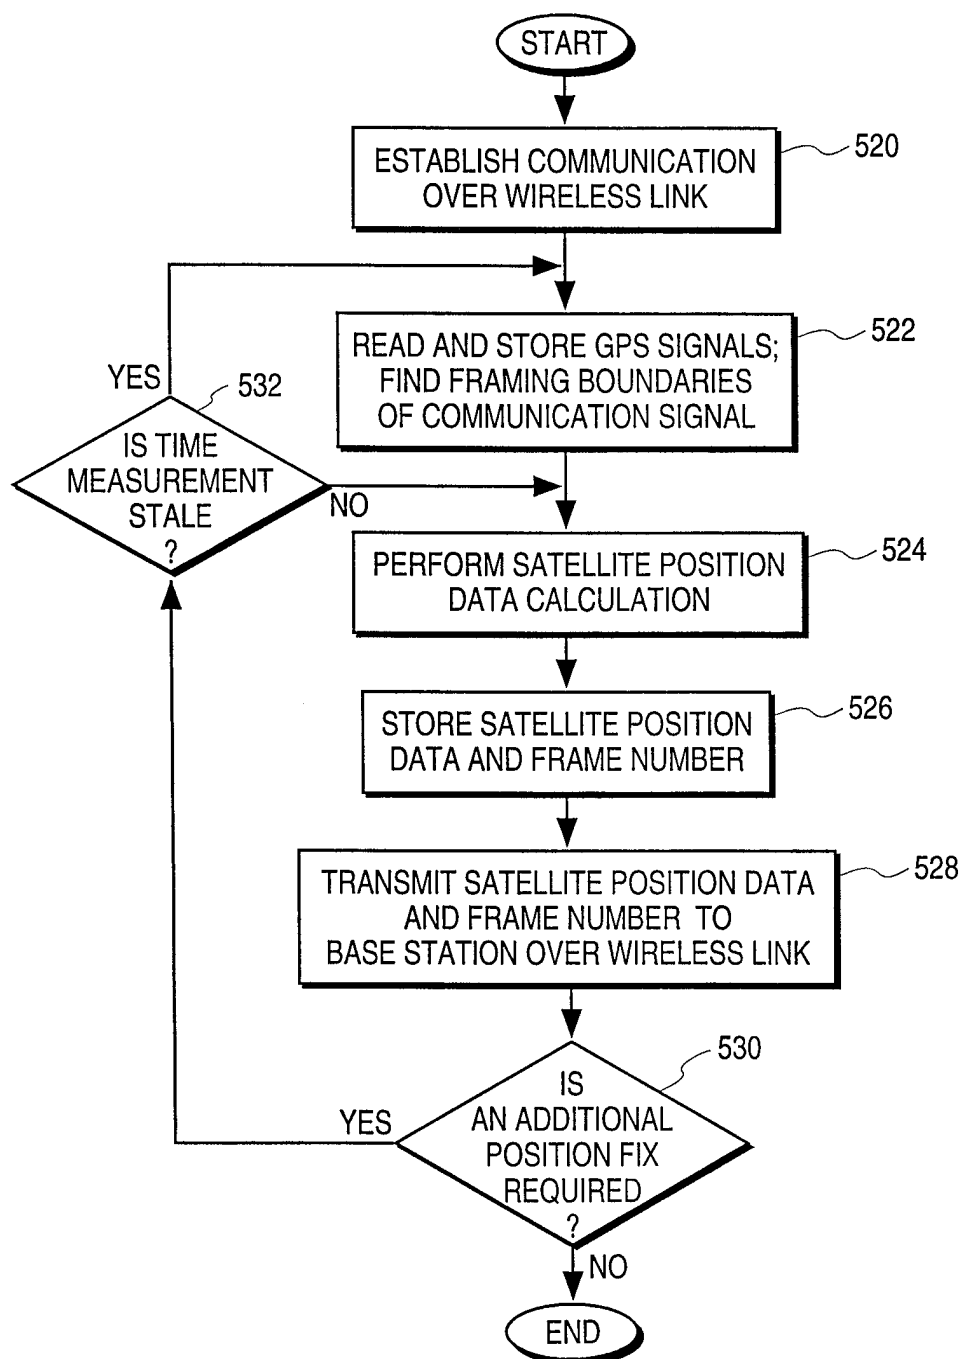 START
ESTABLISH COMMUNICATION
OVER WIRELESS LINK
520
READ AND STORE GPS SIGNALS;
FIND FRAMING BOUNDARIES
OF COMMUNICATION SIGNAL
522
YES
532
IS TIME
MEASUREMENT
STALE
?
NO
PERFORM SATELLITE POSITION
DATA CALCULATION
524
STORE SATELLITE POSITION
DATA AND FRAME NUMBER
526
TRANSMIT SATELLITE POSITION DATA
AND FRAME NUMBER TO
BASE STATION OVER WIRELESS LINK
528
530
IS
AN ADDITIONAL
POSITION FIX
REQUIRED
?
YES
NO
END